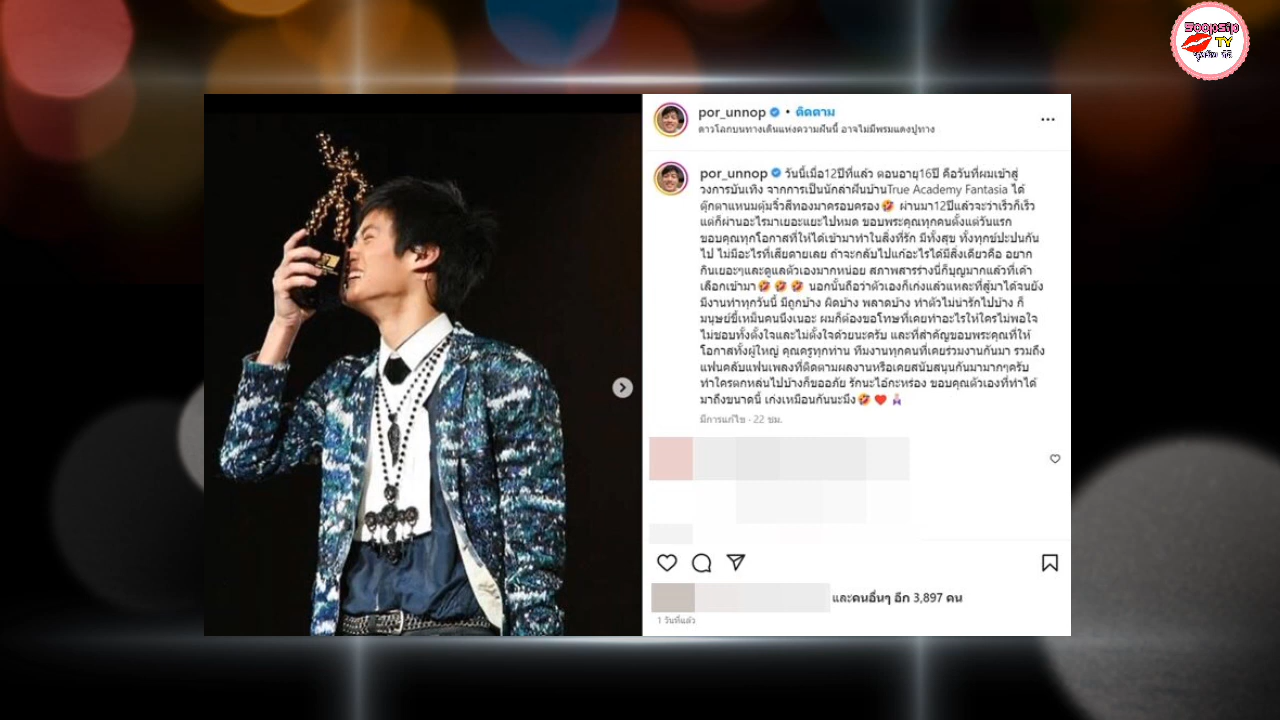 Soopsip
TY
por_unnop • ติดตาม
ดาวโลกบนทางเดินแห่งความฝันนี้ อาจไม่มีพรมแดงปูทาง
por_unnop วันนี้เมื่อ12ปีที่แล้ว ตอนอายุ16ปี คือวันที่ผมเข้าสู่
วงการบันเทิง จากการเป็นนักล่าฝันบ้านTrue Academy Fantasia ได้
ตุ๊กตาแหนมตุ้มจิ๋วสีทองมาครอบครอง🤣 ผ่านมา12ปีแล้วจะว่าเร็วก็เร็ว
แต่ก็ผ่านอะไรมาเยอะแยะไปหมด ขอบพระคุณทุกคนตั้งแต่วันแรก
ขอบคุณทุกโอกาสที่ให้ได้เข้ามาทำในสิ่งที่รัก มีทั้งสุข ทั้งทุกข์ปะปนกัน
ไป ไม่มีอะไรที่เสียดายเลย ถ้าจะกลับไปแก้อะไรได้มีสิ่งเดียวคือ อยาก
กินเยอะๆและดูแลตัวเองมากหน่อย สภาพสารร่างนี่ก็บุญมากแล้วที่เค้า
เลือกเข้ามา🤣 🤣 🤣 นอกนั้นถือว่าตัวเองก็เก่งแล้วแหละที่สู้มาได้จนยัง
มีงานทำทุกวันนี้ มีถูกบ้าง ผิดบ้าง พลาดบ้าง ทำตัวไม่น่ารักไปบ้าง ก็
มนุษย์ขี้เหม็นคนนึงเนอะ ผมก็ต้องขอโทษที่เคยทำอะไรให้ใครไม่พอใจ
ไม่ชอบทั้งตั้งใจและไม่ตั้งใจด้วยนะครับ และที่สำคัญขอบพระคุณที่ให้
โอกาสทั้งผู้ใหญ่ คุณครูทุกท่าน ทีมงานทุกคนที่เคยร่วมงานกันมา รวมถึง
แฟนคลับแฟนเพลงที่ติดตามผลงานหรือเคยสนับสนุนกันมามากๆครับ
ทำใครตกหล่นไปบ้างก็ขออภัย รักนะไอ่กะหร่อง ขอบคุณตัวเองที่ทำได้
มาถึงขนาดนี้ เก่งเหมือนกันนะมึง🤣 ❤️
มีการแก้ไข · 22 ชม.
และคนอื่นๆ อีก 3,897 คน
1 วันที่แล้ว